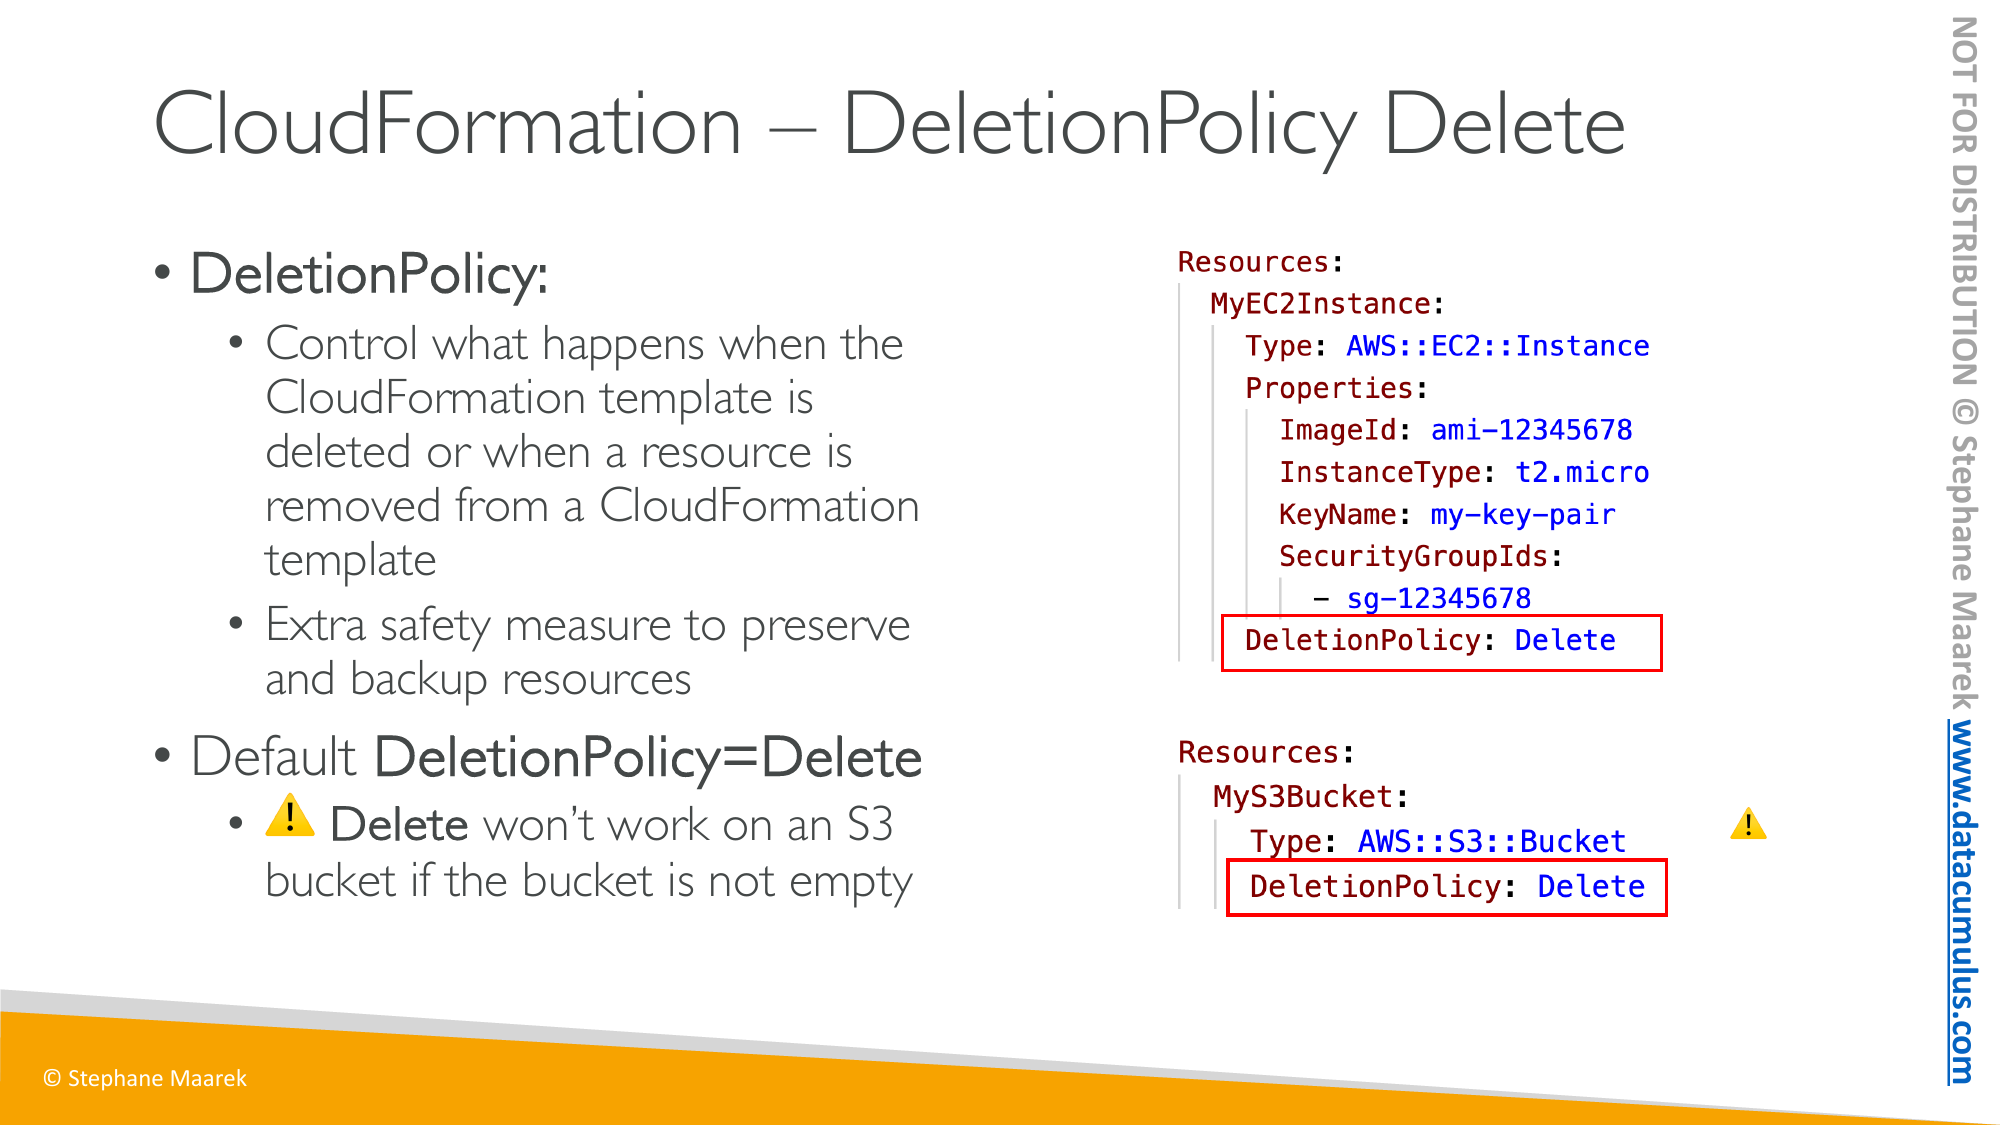 CloudFormation – DeletionPolicy Delete
• DeletionPolicy:
• Control what happens when the
CloudFormation template is
deleted or when a resource is
removed from a CloudFormation
template
• Extra safety measure to preserve
and backup resources
• Default DeletionPolicy=Delete
• ⚠ Delete won’t work on an S3
bucket if the bucket is not empty
Resources:
MyEC2Instance:
Type: AWS::EC2::Instance
Properties:
ImageId: ami-12345678
InstanceType: t2.micro
KeyName: my-key-pair
SecurityGroupIds:
- sg-12345678
DeletionPolicy: Delete
Resources:
MyS3Bucket:
Type: AWS::S3::Bucket
DeletionPolicy: Delete
© Stephane Maarek
NOT FOR DISTRIBUTION © Stephane Maarek www.datacumulus.com